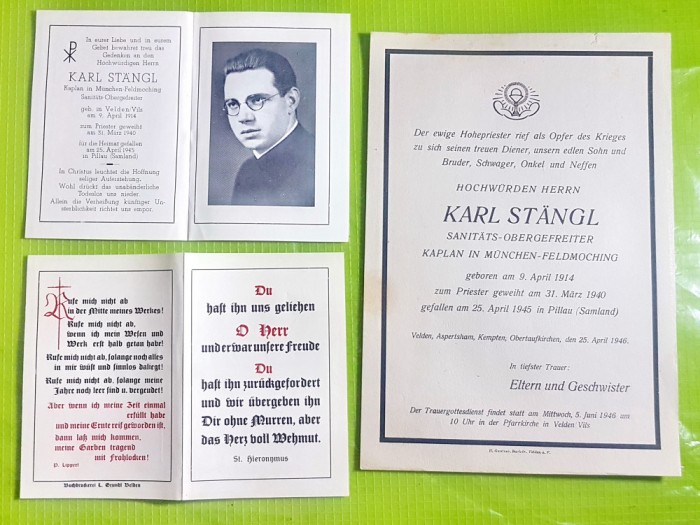 In eurer Liebe und in eurem
Gebet bewahret treu das
Gedenken an den
Hochwürdigen Herrn
KARL STÄNGL
Kaplan in München-Feldmoching
Sanitäts-Obergefreiter
geb. in Velden/Vils
am 9. April 1914
zum Priester geweiht
am 31. März 1940
für die Heimat gefallen
am 25. April 1945
in Pillau (Samland)
In Christus leuchtet die Hoffnung
seliger Auferstehung.
Wohl drückt das unabänderliche
Todeslos uns nieder.
Allein die Verheißung künftiger Un-
sterblichkeit richtet uns empor.
Rufe mich nicht ab
in der Mitte meines Werkes!
Rufe mich nicht ab,
wenn ich mein Wesen und
Werk erst halb getan habe!
Rufe mich nicht ab, solange noch alles
in mir wüst und sinnlos daliegt!
Rufe mich nicht ab, solange meine
Jahre noch leer sind u. vergeudet!
Aber wenn ich meine Zeit einmal
erfüllt habe
und meine Ernte reif geworden ist,
dann laß mich kommen,
meine Garben tragend
mit Frohlocken!
P. Lippert
Buchdruckerei L. Velden
Du
hast ihn uns geliehen
O Herr
und er war unsere Freude
Du
hast ihn zurückgefordert
und wir übergeben ihn
Dir ohne Murren, aber
das Herz voll Wehmut.
St. Hieronymus
Der ewige Hohepriester rief als Opfer des Krieges
zu sich seinen treuen Diener, unsern edlen Sohn und
Bruder, Schwager, Onkel und Neffen
HOCHWÜRDEN HERRN
KARL STÄNGL
SANITÄTS-OBERGEFREITER
KAPLAN IN MÜNCHEN-FELDMOCHING
geboren am 9. April 1914
zum Priester geweiht am 31. März 1940
gefallen am 25. April 1945 in Pillau (Samland)
Velden, Aspertsham, Kempten, Obertaufkirchen, den 25. April 1946.
In tiefster Trauer:
Eltern und Geschwister
Der Trauergottesdienst findet statt am Mittwoch, 5. Juni 1946 um
10 Uhr in der Pfarrkirche in Velden/Vils